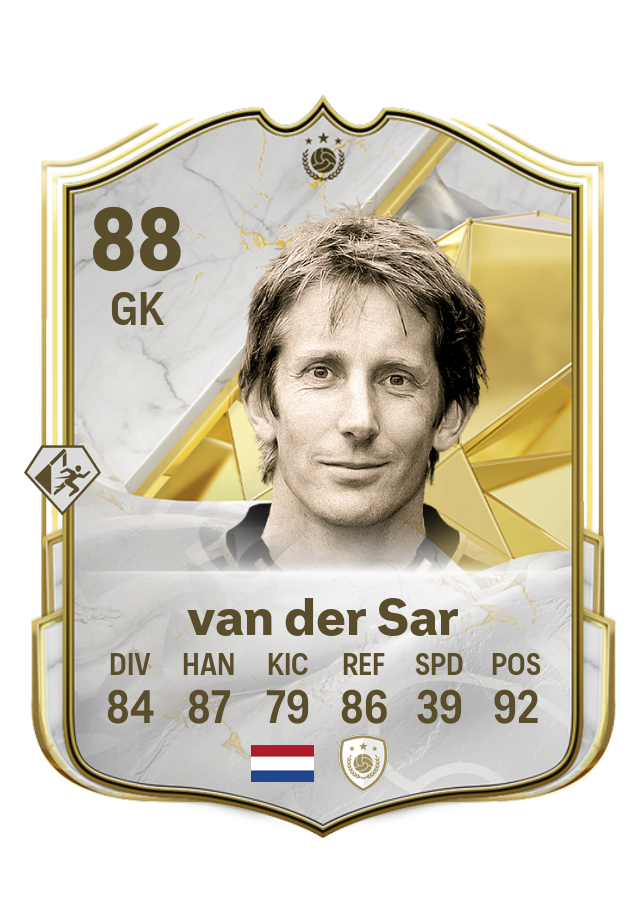 88
GK
van der Sar
DIV HAN KIC REF SPD POS
84 87 79 86 39 92